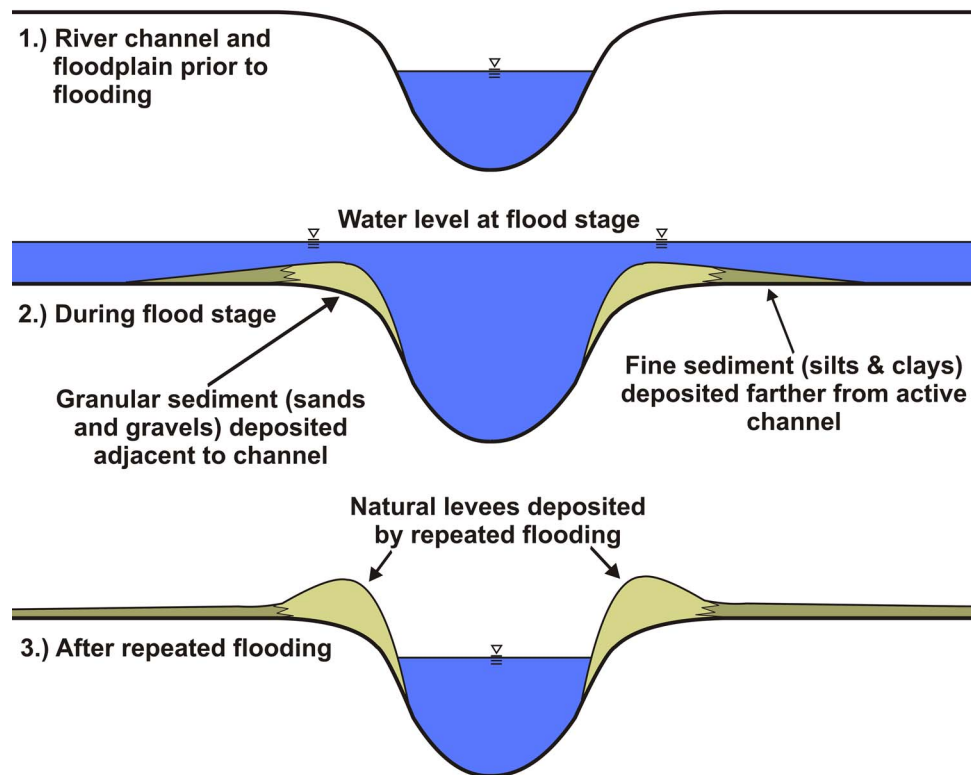 1.) River channel and
floodplain prior to
flooding
Water level at flood stage
2.) During flood stage
Granular sediment (sands
and gravels) deposited
adjacent to channel
Fine sediment (silts & clays)
deposited farther from active
channel
Natural levees deposited
by repeated flooding
3.) After repeated flooding